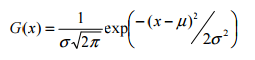 G(x) = 1/(σ√2π) exp(−(x − μ)²/2σ²)